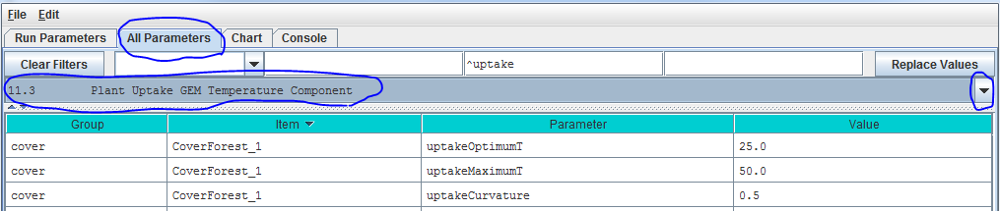 File Edit
Run Parameters All Parameters Chart Console
Clear Filters ^uptake Replace Values
11.3 Plant Uptake GEM Temperature Component
Group Item Parameter Value
cover CoverForest_1 uptakeOptimumT 25.0
cover CoverForest_1 uptakeMaximumT 50.0
cover CoverForest_1 uptakeCurvature 0.5